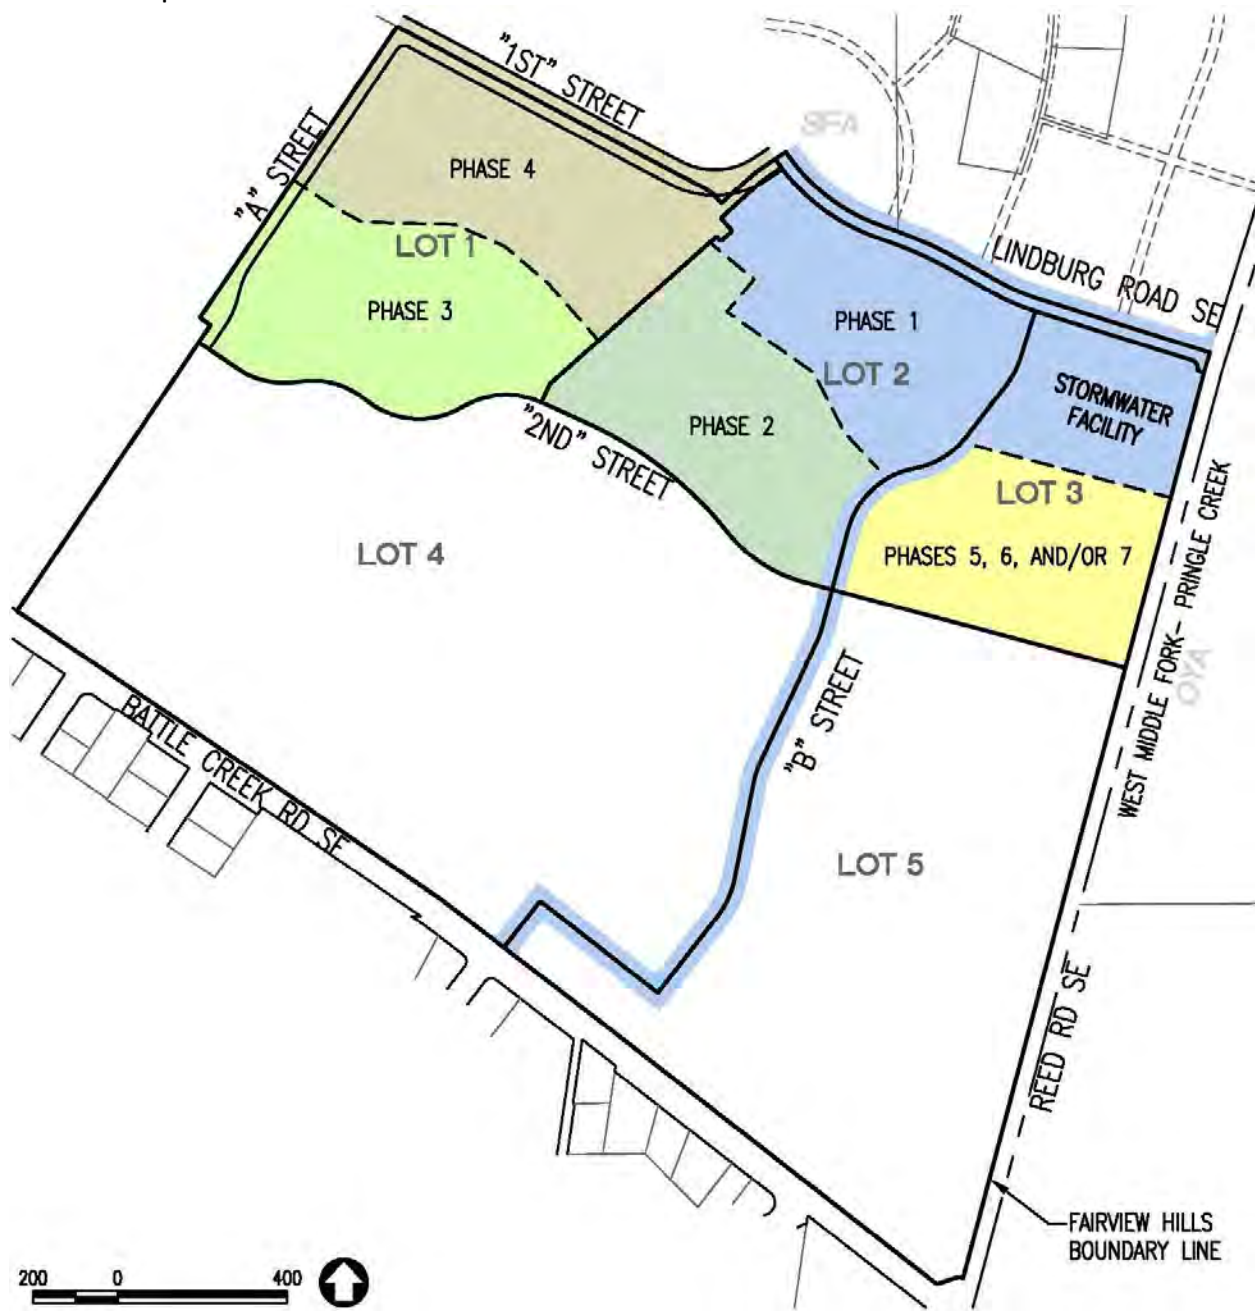 "1ST" STREET
SFA
"A" STREET
PHASE 4
LOT 1
PHASE 3
LINDBURG ROAD SE
PHASE 1
LOT 2
STORMWATER
FACILITY
PHASE 2
"2ND" STREET
LOT 3
PHASES 5, 6, AND/OR 7
WEST MIDDLE FORK- PRINGLE CREEK
OYA
LOT 4
"B" STREET
BATTLE CREEK RD SE
LOT 5
REED RD SE
FAIRVIEW HILLS
BOUNDARY LINE
200 0 400